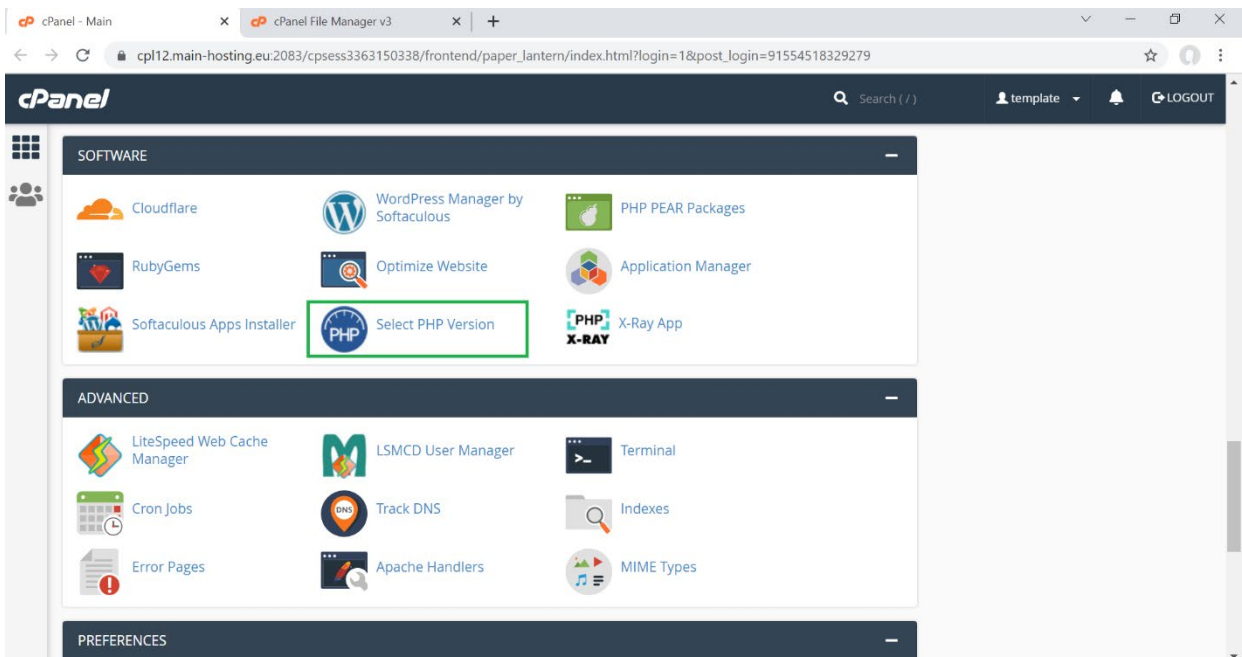 cPanel - Main
cPanel File Manager v3
cpl12.main-hosting.eu:2083/cpsess3363150338/frontend/paper_lantern/index.html?login=1&post_login=91554518329279
cPanel
Search ( / )
template
LOGOUT
SOFTWARE
Cloudflare
WordPress Manager by
Softaculous
PHP PEAR Packages
RubyGems
Optimize Website
Application Manager
Softaculous Apps Installer
PHP
Select PHP Version
PHP
X-RAY
X-Ray App
ADVANCED
LiteSpeed Web Cache
Manager
LSMCD User Manager
Terminal
Cron Jobs
DNS
Track DNS
Indexes
Error Pages
Apache Handlers
MIME Types
PREFERENCES